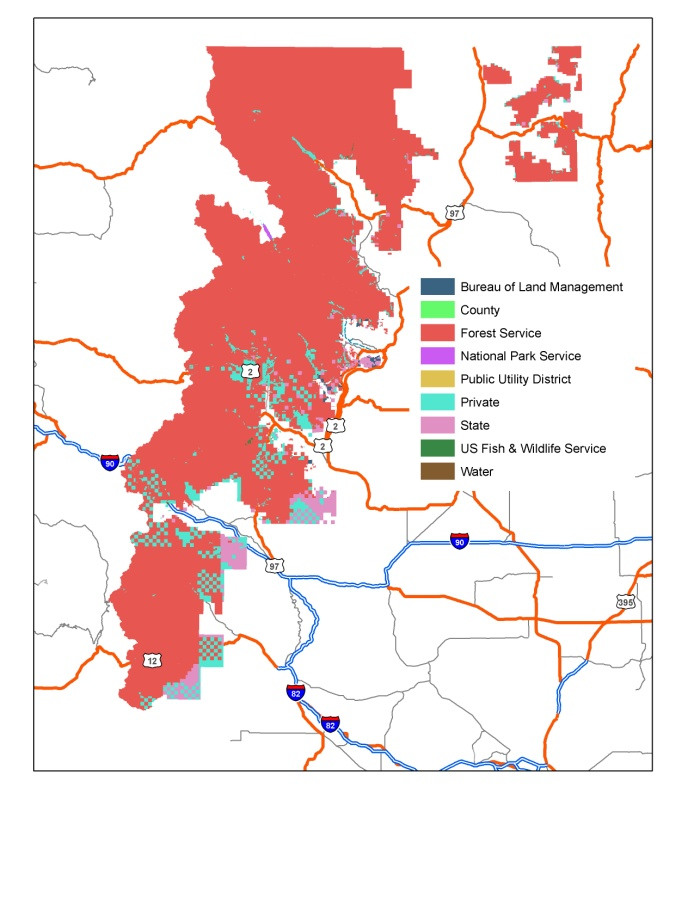 97
Bureau of Land Management
County
Forest Service
National Park Service
Public Utility District
Private
State
US Fish & Wildlife Service
Water
2
2
2
90
90
97
395
12
82
82